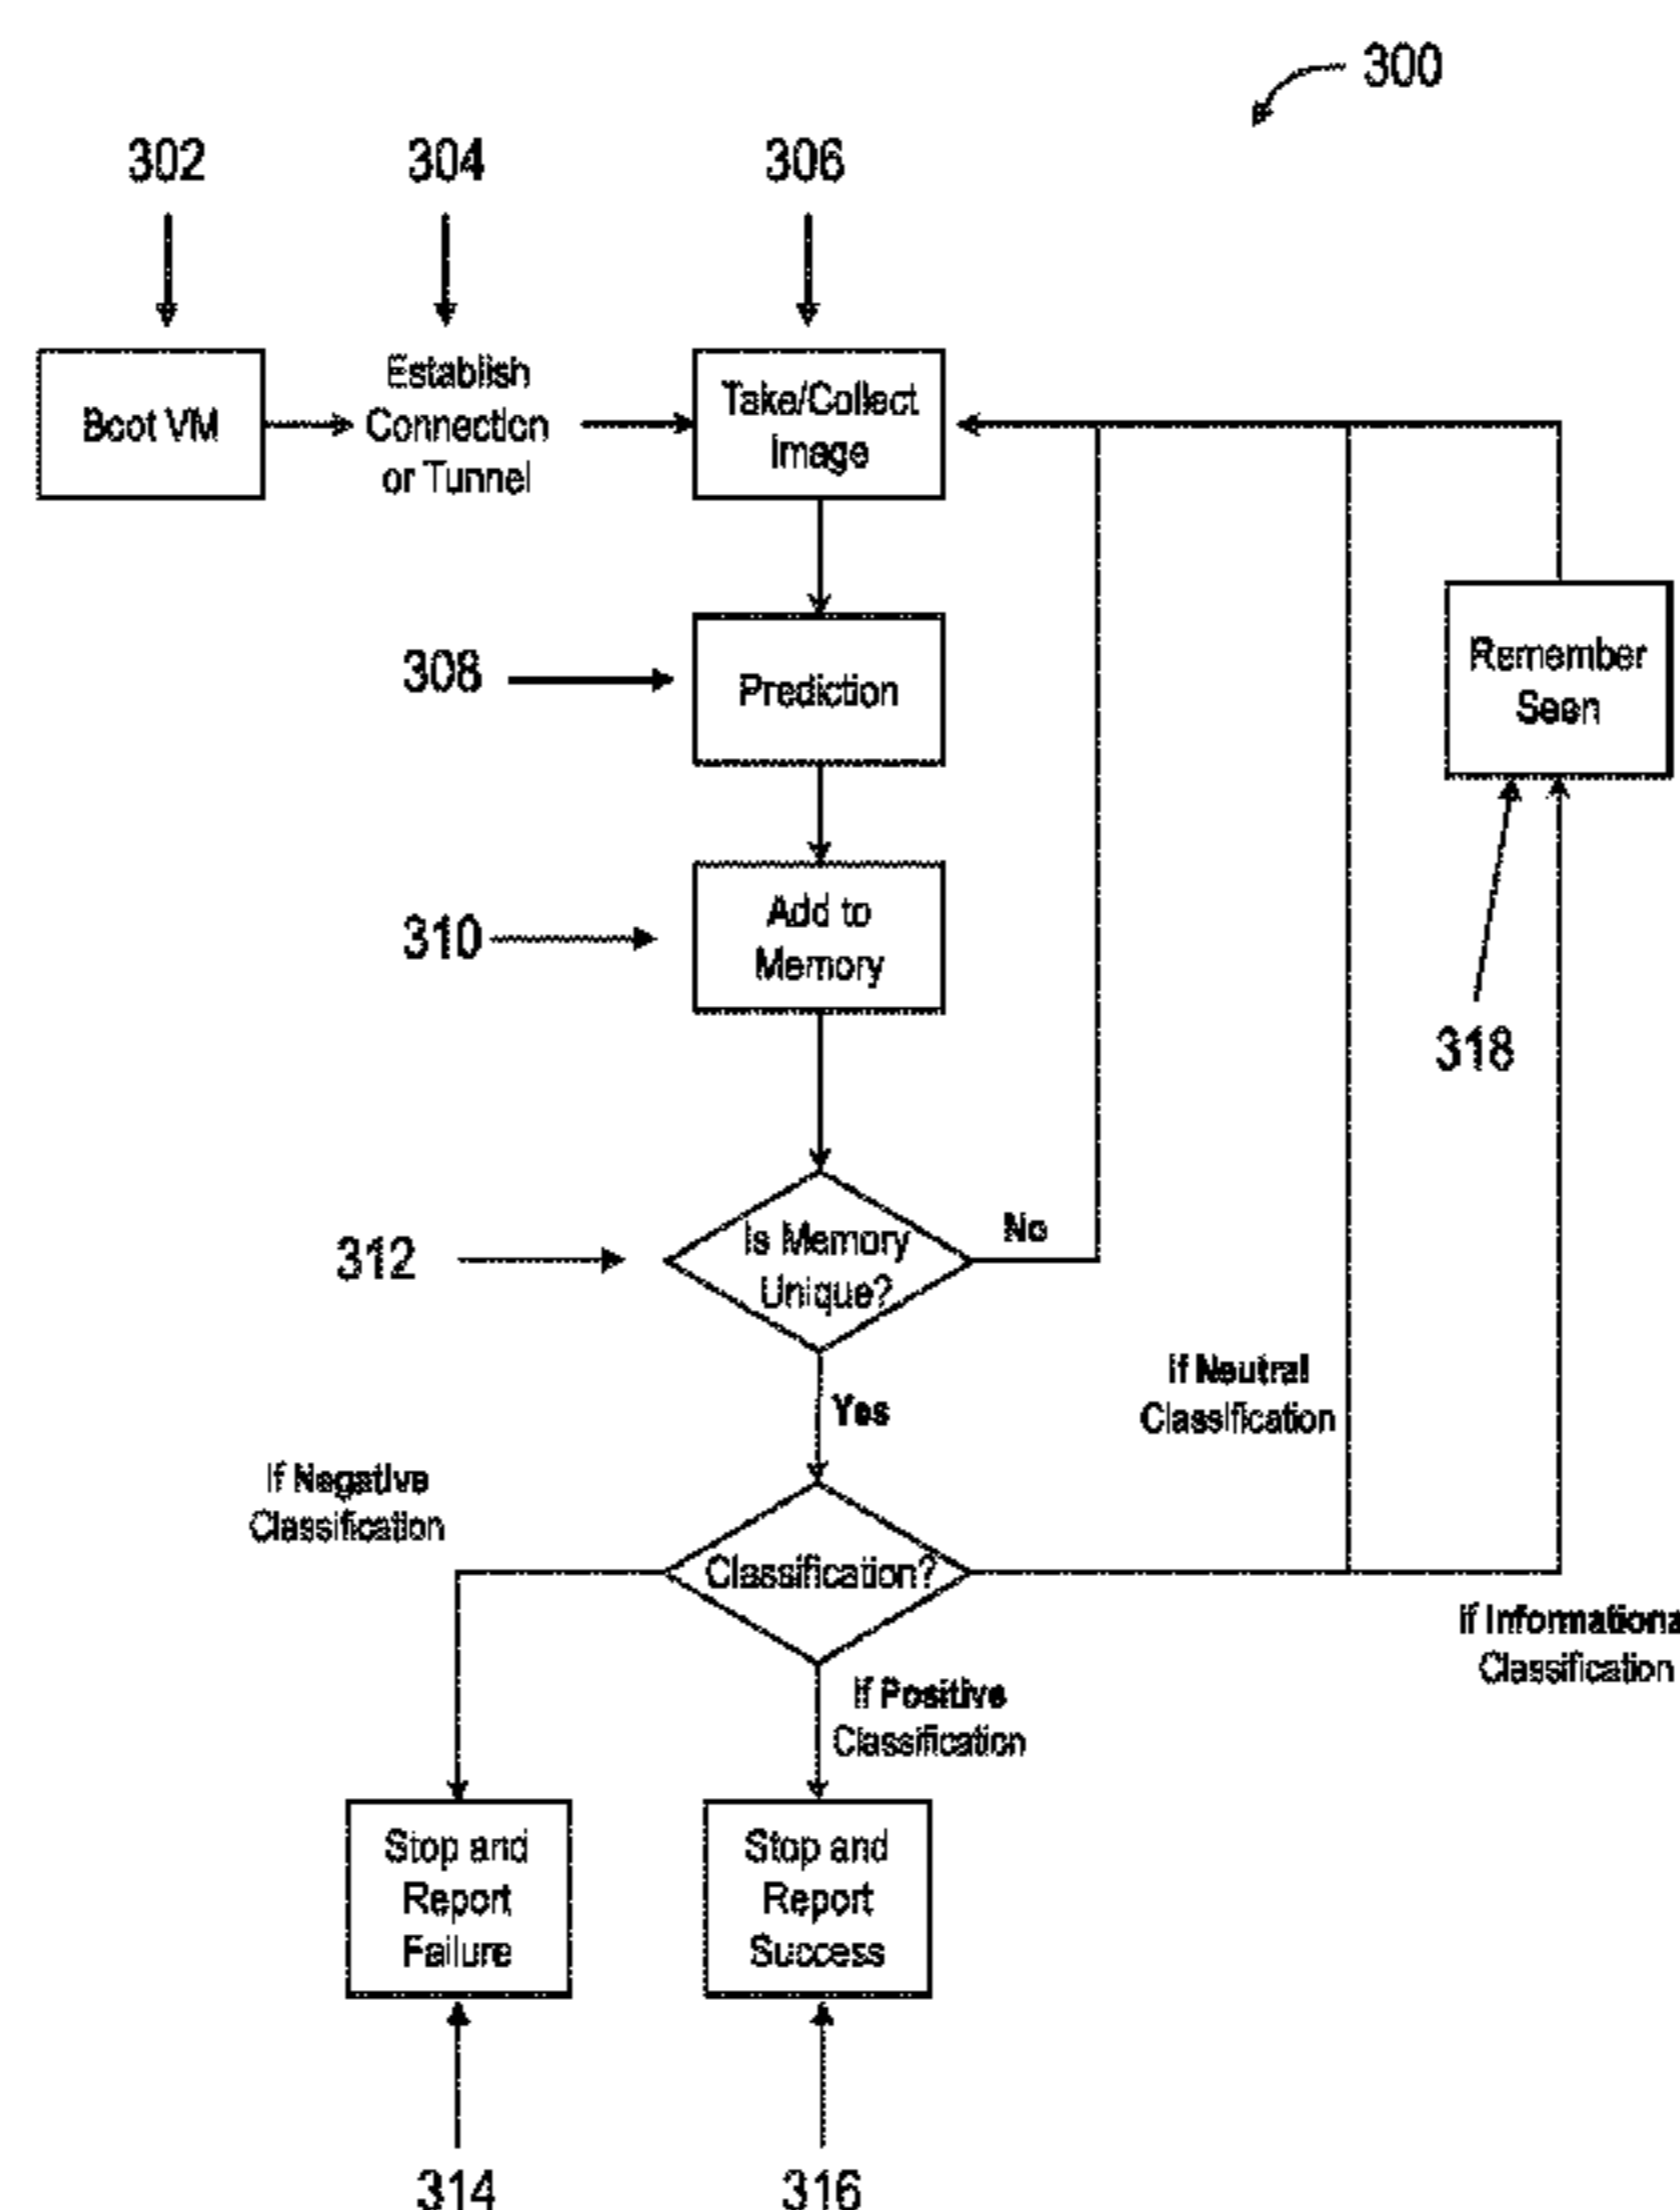 300
302
304
306
Boot VM
Establish
Connection
or Tunnel
Take/Collect
Image
308
Prediction
Remember
Seen
310
Add to
Memory
318
312
Is Memory
Unique?
No
Yes
If Neutral
Classification
If Negative
Classification
Classification?
If Informationa
Classification
If Positive
Classification
Stop and
Report
Failure
Stop and
Report
Success
314
316